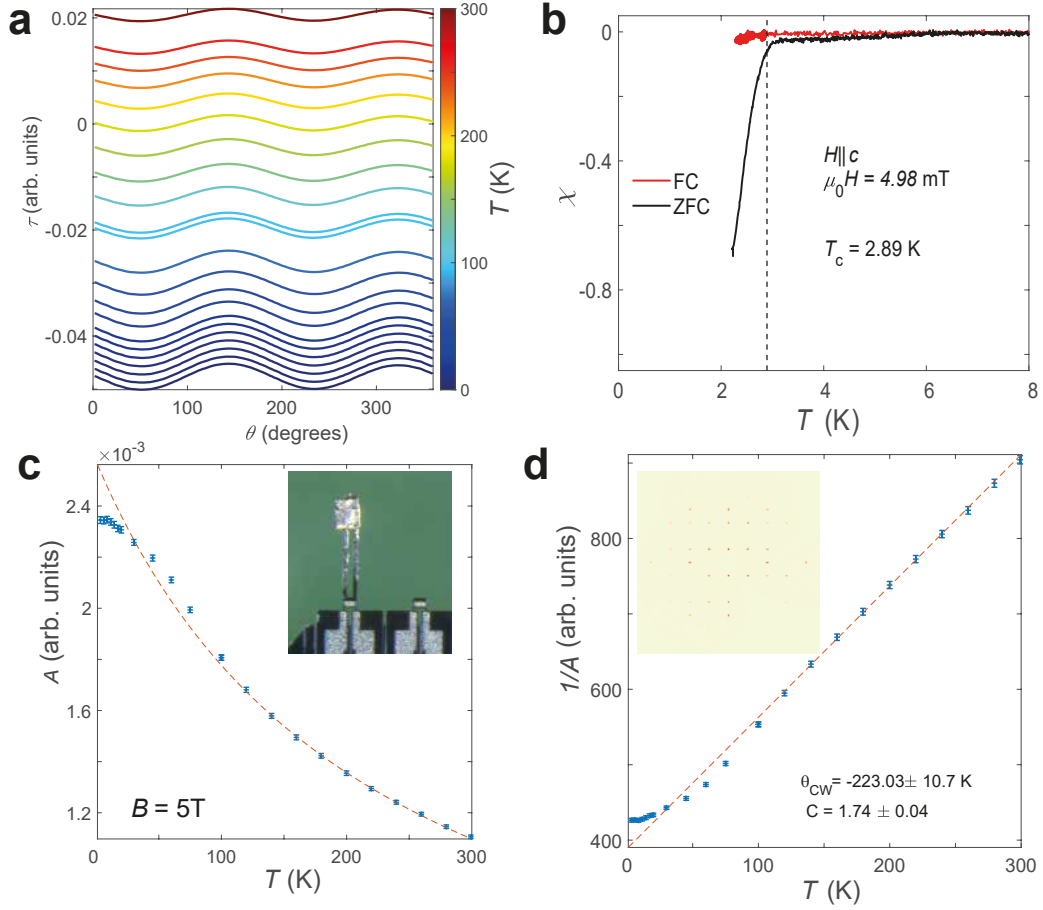 a
0.02
0
-0.02
-0.04
τ (arb. units)
0
100
200
300
θ (degrees)
300
200
100
0
T (K)
b
0
-0.4
-0.8
χ
FC
ZFC
H|| c
μ0H = 4.98 mT
Tc = 2.89 K
0
2
4
6
8
T (K)
c
×10-3
2.4
2
1.6
1.2
A (arb. units)
B = 5T
0
100
200
300
T (K)
d
800
600
400
1/A (arb. units)
θCW= -223.03± 10.7 K
C = 1.74 ± 0.04
0
100
200
300
T (K)